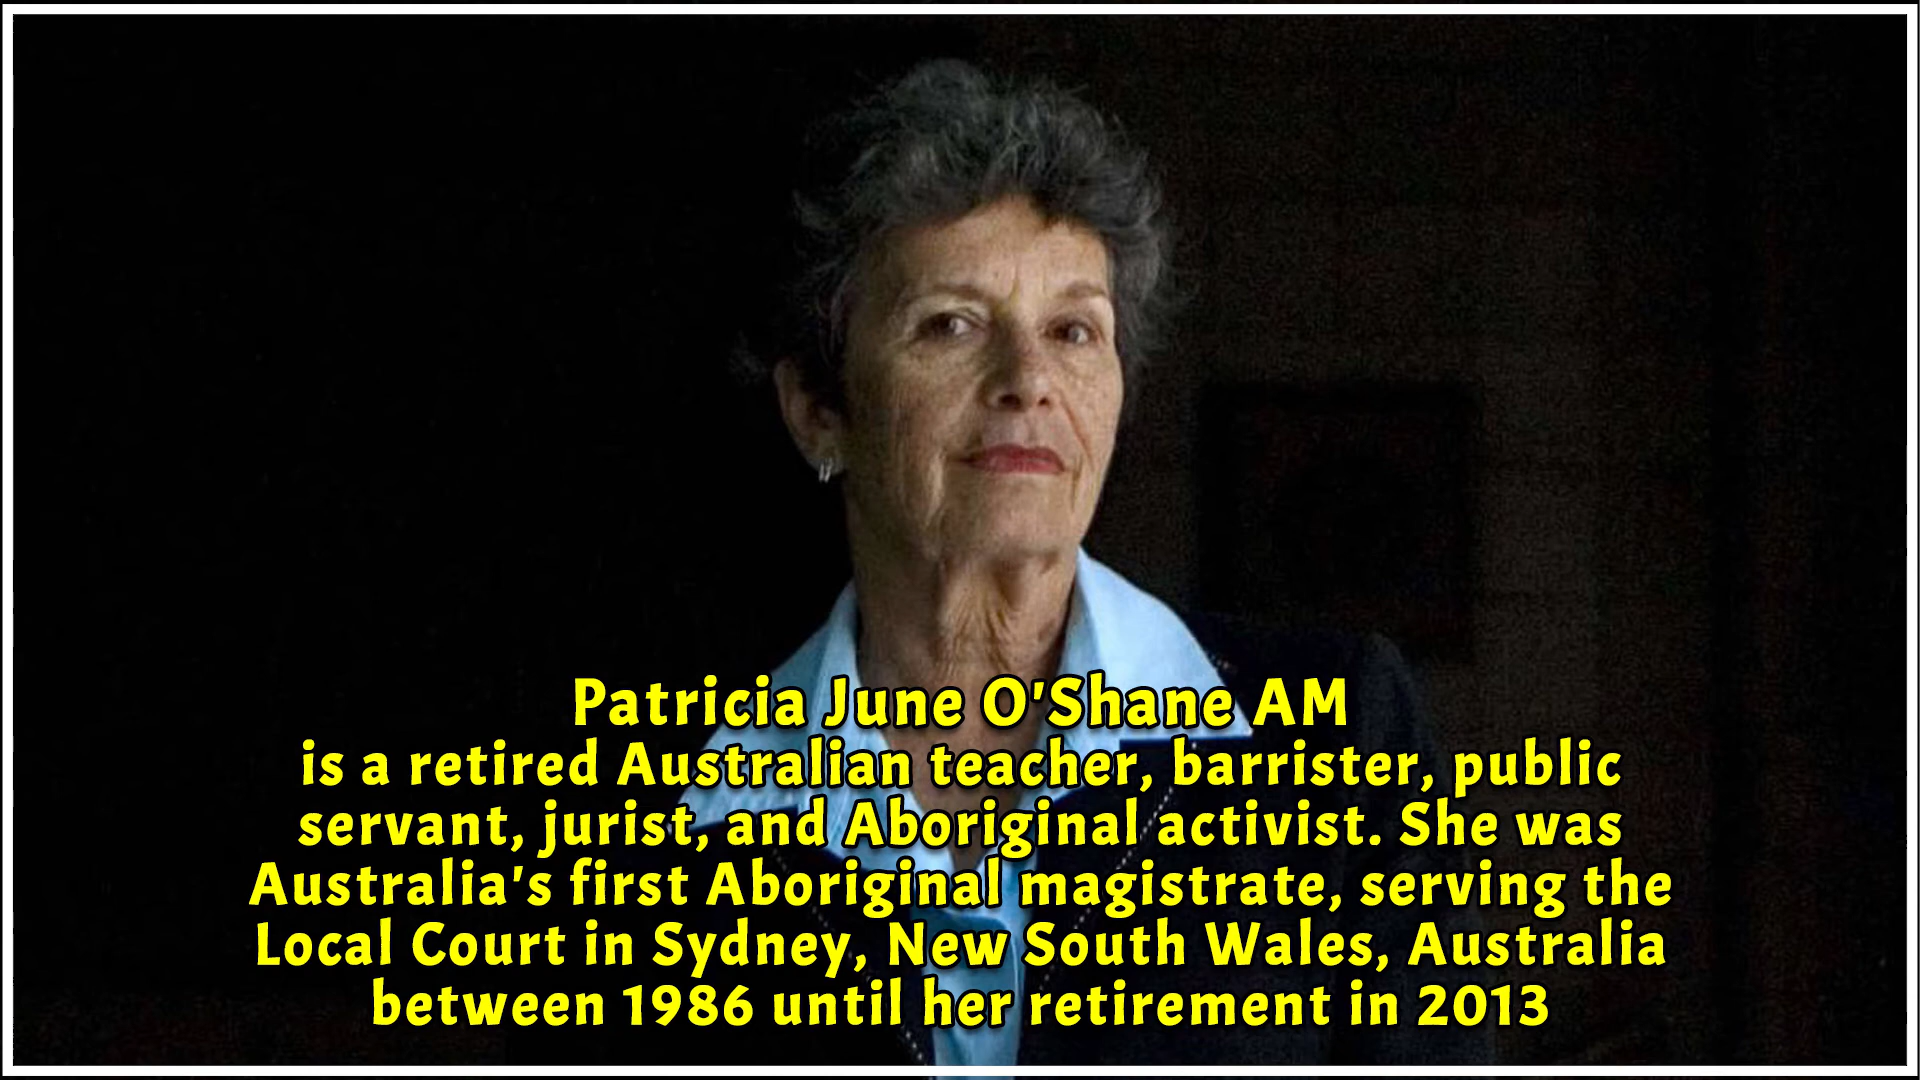 Patricia June O'Shane AM
is a retired Australian teacher, barrister, public
servant, jurist, and Aboriginal activist. She was
Australia's first Aboriginal magistrate, serving the
Local Court in Sydney, New South Wales, Australia
between 1986 until her retirement in 2013